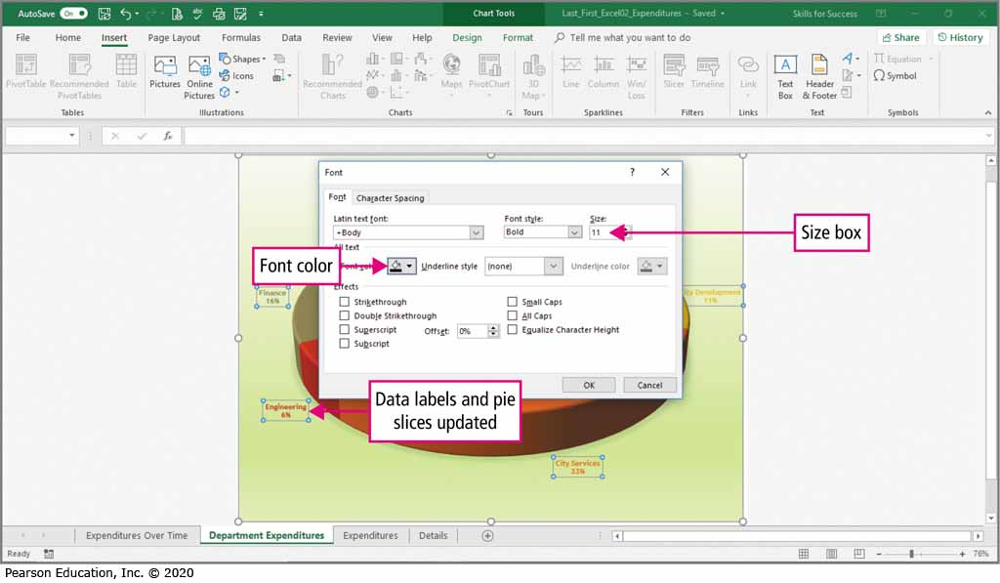 AutoSave On
Chart Tools
Last_First_Excel02_Expenditures - Saved
Skills for Success
File Home Insert Page Layout Formulas Data Review View Help Design Format Tell me what you want to do Share History
PivotTable
Recommended
PivotTables
Table
Tables
Pictures
Online
Pictures
Shapes
Icons
Illustrations
Recommended
Charts
Maps
PivotChart
Charts
3D
Map
Tours
Line
Column
Win/
Loss
Sparklines
Slicer
Timeline
Filters
Link
Links
Text
Box
Header
& Footer
Text
Equation
Symbol
Symbols
fx
Font ?
Font Character Spacing
Latin text font: Font style: Size:
+Body Bold 11
All text
Font color Underline style (none) Underline color
Effects
Strikethrough Small Caps
Double Strikethrough All Caps
Superscript Offset: 0% Equalize Character Height
Subscript
OK Cancel
Size box
Font color
Data labels and pie
slices updated
Finance
16%
City Development
11%
Engineering
6%
City Services
33%
Expenditures Over Time Department Expenditures Expenditures Details
Ready 76%
Pearson Education, Inc. © 2020